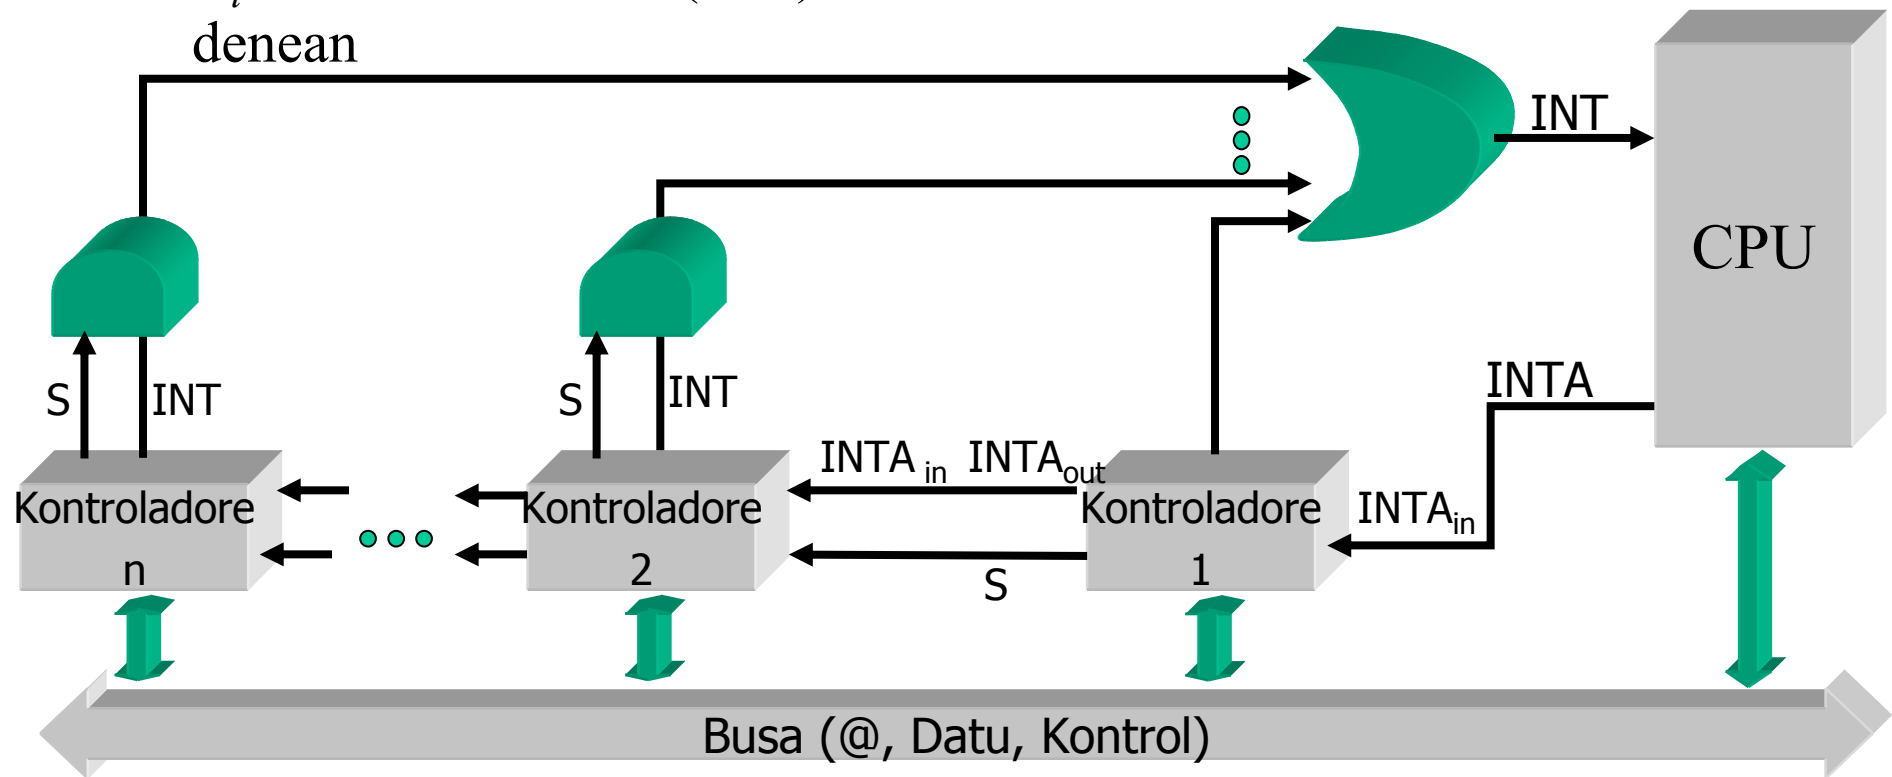 denean
INT
CPU
S
INT
S
INT
INTA
INTA in INTAout
INTAin
Kontroladore
n
Kontroladore
2
Kontroladore
1
S
Busa (@, Datu, Kontrol)